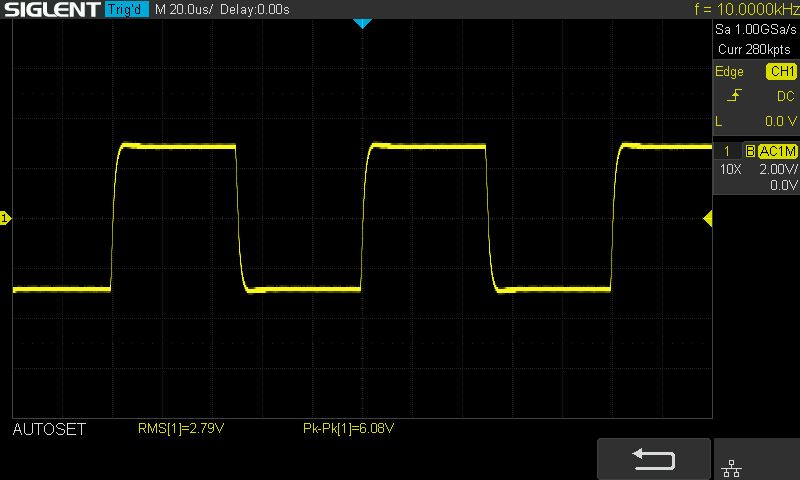 SIGLENT Trig'd M 20.0us/ Delay:0.00s f = 10.0000kHz
Sa 1.00GSa/s
Curr 280kpts
Edge CH1
DC
L 0.0 V
1 B AC1M
10X 2.00V/
0.0V
1
AUTOSET RMS[1]=2.79V Pk-Pk[1]=6.08V